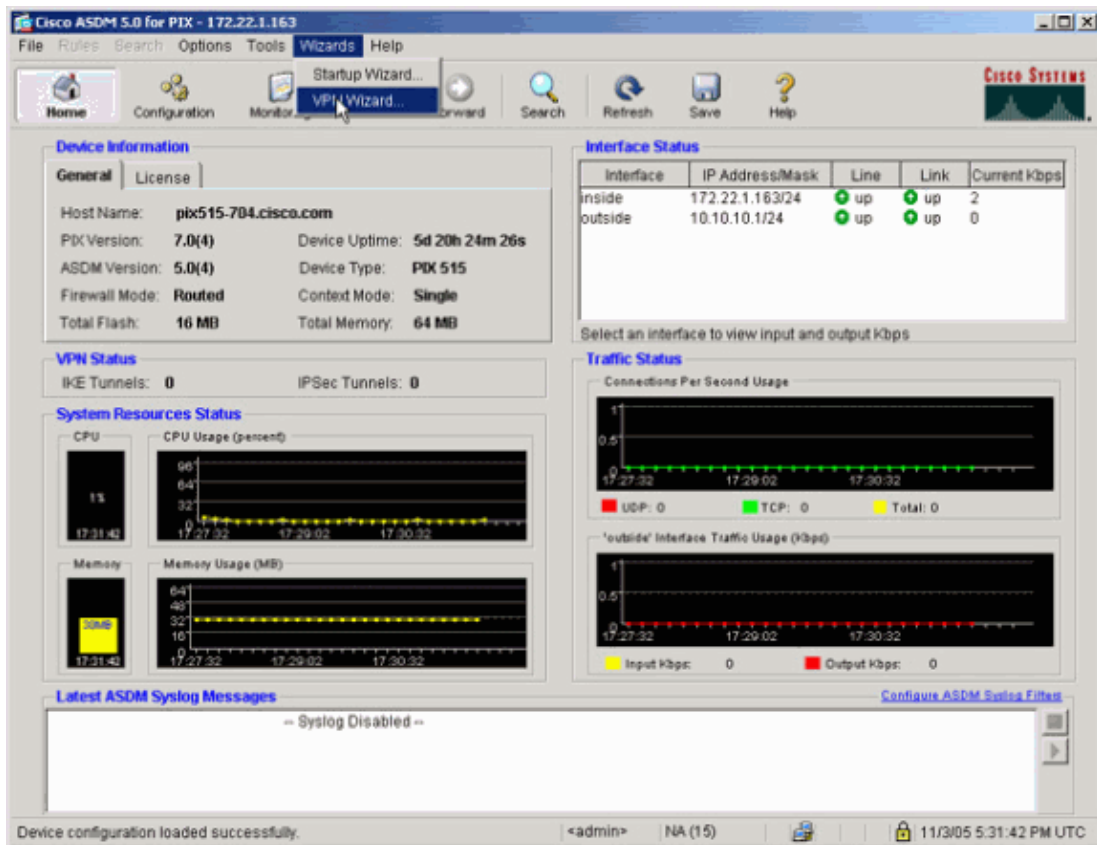 Cisco ASDM 5.0 for PIX - 172.22.1.163
File Rules Search Options Tools Wizards Help
Startup Wizard...
VPN Wizard...
Home Configuration Search Refresh Save Help
CISCO SYSTEMS
Device Information
General License
Host Name: pix515-704.cisco.com
PIX Version: 7.0(4) Device Uptime: 5d 20h 24m 26s
ASDM Version: 5.0(4) Device Type: PIX 515
Firewall Mode: Routed Context Mode: Single
Total Flash: 16 MB Total Memory: 64 MB
Interface Status
Interface IP Address/Mask Line Link Current Kbps
inside 172.22.1.163/24 up up 2
outside 10.10.10.1/24 up up 0
Select an interface to view input and output Kbps
VPN Status
IKE Tunnels: 0 IPSec Tunnels: 0
System Resources Status
CPU
1%
17:31:42
CPU Usage (percent)
96
64
32
0
17:27:32 17:29:02 17:30:32
Memory
30MB
17:31:42
Memory Usage (MB)
64
48
32
16
0
17:27:32 17:29:02 17:30:32
Traffic Status
Connections Per Second Usage
1
0.5
0
17:27:32 17:29:02 17:30:32
UDP: 0 TCP: 0 Total: 0
'outside' Interface Traffic Usage (Kbps)
1
0.5
0
17:27:32 17:29:02 17:30:32
Input Kbps: 0 Output Kbps: 0
Latest ASDM Syslog Messages
Configure ASDM Syslog Filters
-- Syslog Disabled --
Device configuration loaded successfully.
<admin> NA (15) 11/3/05 5:31:42 PM UTC